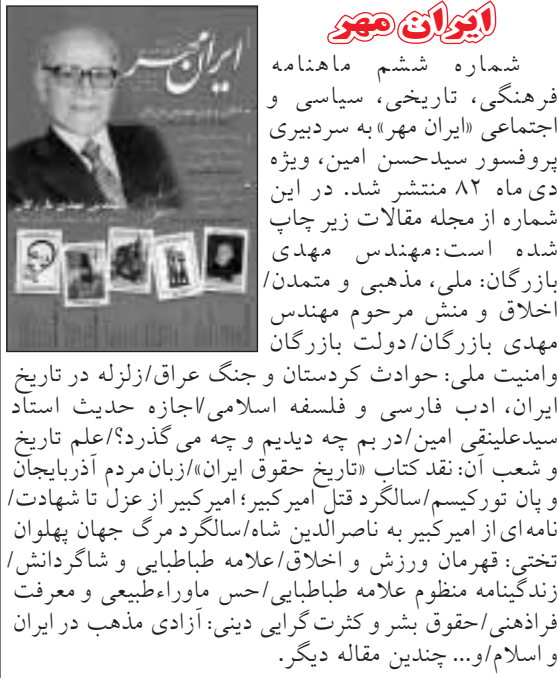 ایران مهر
شماره ششم ماهنامه
فرهنگی، تاریخی، سیاسی و
اجتماعی «ایران مهر» به سردبیری
پروفسور سیدحسن امین، ویژه
دی ماه ۸۲ منتشر شد. در این
شماره از مجله مقالات زیر چاپ
شده است: مهندس مهدی
بازرگان: ملی، مذهبی و متمدن/
اخلاق و منش مرحوم مهندس
مهدی بازرگان/دولت بازرگان
وامنیت ملی: حوادث کردستان و جنگ عراق/زلزله در تاریخ
ایران، ادب فارسی و فلسفه اسلامی/اجازه حدیث استاد
سیدعلینقی امین/در بم چه دیدیم و چه می گذرد؟/علم تاریخ
و شعب آن: نقد کتاب «تاریخ حقوق ایران»/زبان مردم آذربایجان
و پان تورکیسم/سالگرد قتل امیرکبیر؛ امیرکبیر از عزل تا شهادت/
نامه ای از امیرکبیر به ناصرالدین شاه/سالگرد مرگ جهان پهلوان
تختی: قهرمان ورزش و اخلاق/علامه طباطبایی و شاگردانش/
زندگینامه منظوم علامه طباطبایی/حس ماوراءطبیعی و معرفت
فراذهنی/حقوق بشر و کثرت گرایی دینی: آزادی مذهب در ایران
و اسلام/و... چندین مقاله دیگر.
ایران مهر